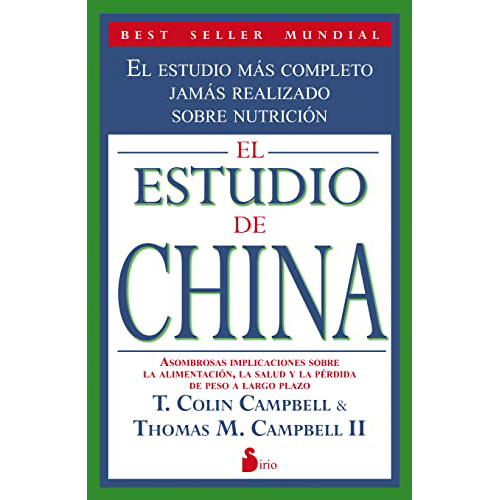 BEST SELLER MUNDIAL
EL ESTUDIO MÁS COMPLETO
JAMÁS REALIZADO
SOBRE NUTRICIÓN
EL
ESTUDIO
DE
CHINA
ASOMBROSAS IMPLICACIONES SOBRE
LA ALIMENTACIÓN, LA SALUD Y LA PÉRDIDA
DE PESO A LARGO PLAZO
T. COLIN CAMPBELL &
THOMAS M. CAMPBELL II
Sirio